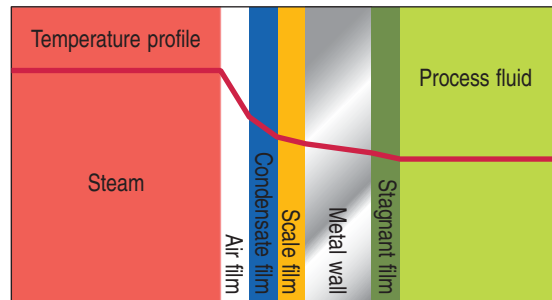 Temperature profile
Steam
Air film
Condensate film
Scale film
Metal wall
Stagnant film
Process fluid